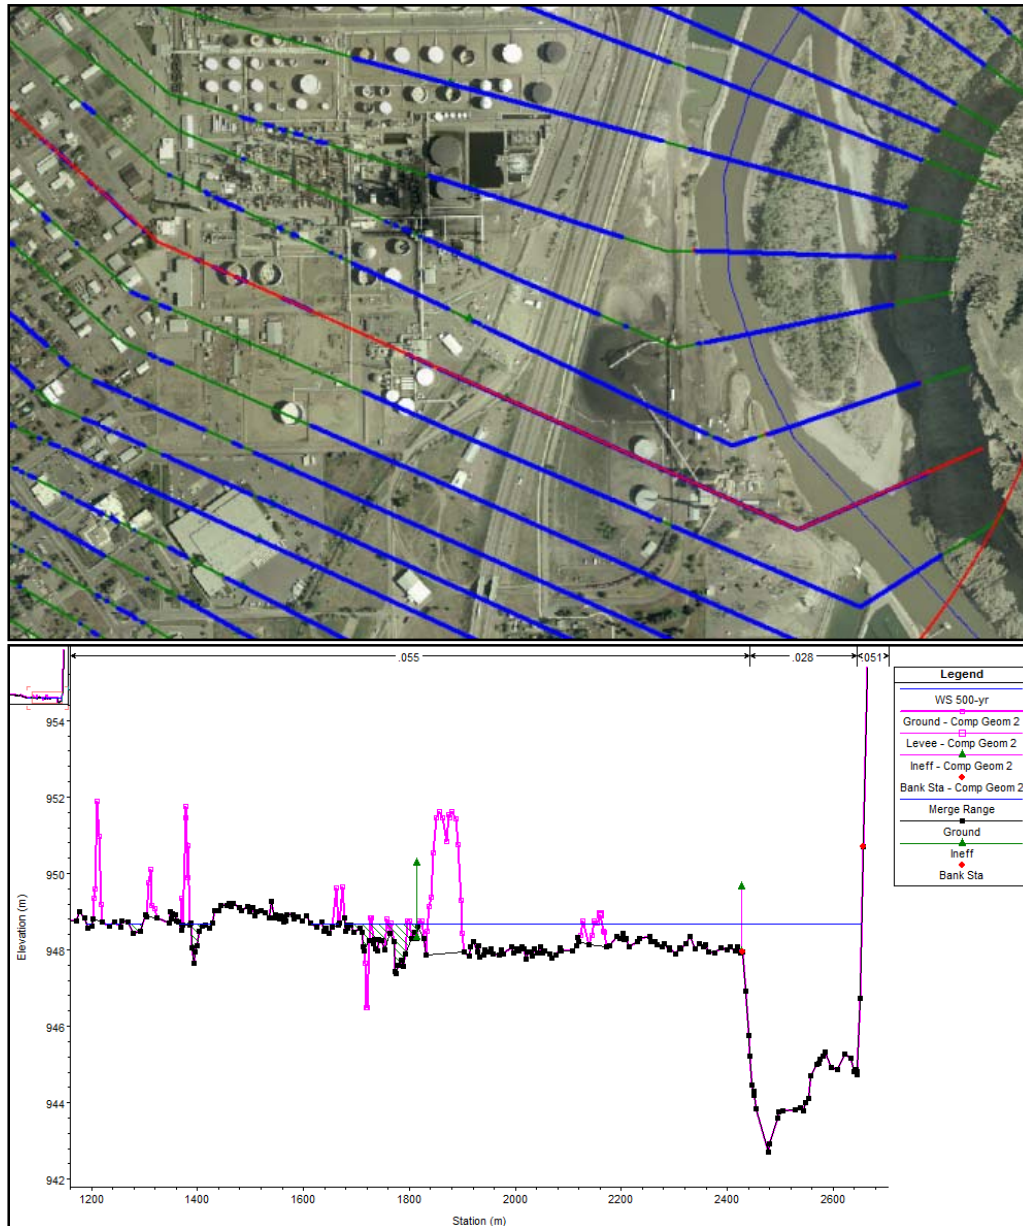 .055
.028
.051
Legend
WS 500-yr
Ground - Comp Geom 2
Levee - Comp Geom 2
Ineff - Comp Geom 2
Bank Sta - Comp Geom 2
Merge Range
Ground
Ineff
Bank Sta
Elevation (m)
954
952
950
948
946
944
942
1200
1400
1600
1800
2000
2200
2400
2600
Station (m)